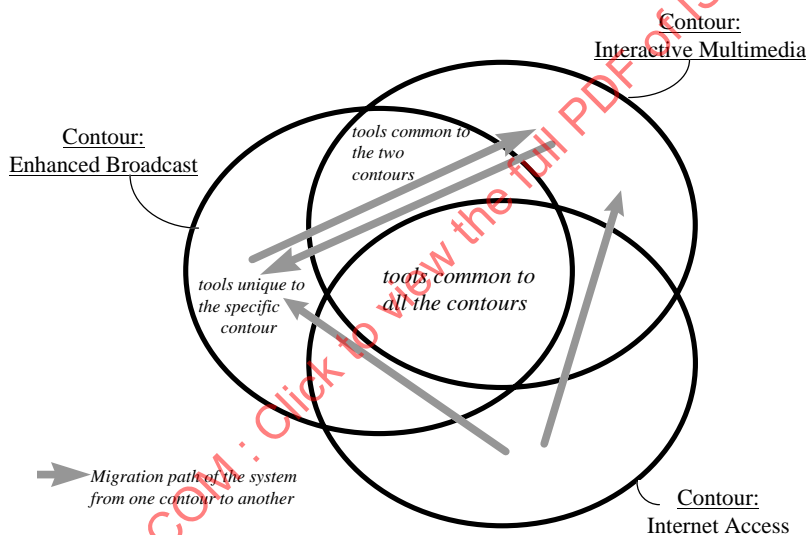 Contour:
Interactive Multimedia
Contour:
Enhanced Broadcast
tools common to
the two
contours
tools unique to
the specific
contour
tools common to
all the contours
Migration path of the system
from one contour to another
Contour:
Internet Access
COM : Click to view the full PDF of